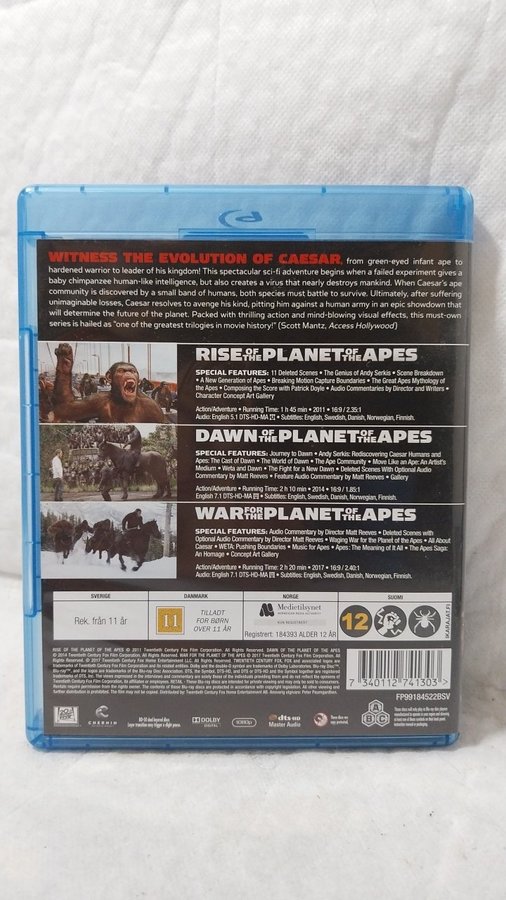 WITNESS THE EVOLUTION OF CAESAR, from green-eyed infant ape to
hardened warrior to leader of his kingdom! This spectacular sci-fi adventure begins when a failed experiment gives a
baby chimpanzee human-like intelligence, but also creates a virus that nearly destroys mankind. When Caesar's ape
community is discovered by a small band of humans, both species must battle to survive. Ultimately, after suffering
unimaginable losses, Caesar resolves to avenge his kind, pitting him against a human army in an epic showdown that
will determine the future of the planet. Packed with thrilling action and mind-blowing visual effects, this must-own
series is hailed as "one of the greatest trilogies in movie history!" (Scott Mantz, Access Hollywood)
RISE OF THE PLANET OF THE APES
SPECIAL FEATURES: 11 Deleted Scenes • The Genius of Andy Serkis • Scene Breakdown
• A New Generation of Apes • Breaking Motion Capture Boundaries • The Great Apes Mythology of
the Apes • Composing the Score with Patrick Doyle • Audio Commentaries by Director and Writers •
Character Concept Art Gallery
Action/Adventure • Running Time: 1 h 45 min • 2011 • 16:9 / 2.35:1
Audio: English 5.1 DTS-HD-MA • Subtitles: English, Swedish, Danish, Norwegian, Finnish.
DAWN OF THE PLANET OF THE APES
SPECIAL FEATURES: Journey to Dawn • Andy Serkis: Rediscovering Caesar Humans and
Apes: The Cast of Dawn • The World of Dawn • The Ape Community • Move Like an Ape: An Artist's
Medium • Weta and Dawn • The Fight for a New Dawn • Deleted Scenes With Optional Audio
Commentary by Matt Reeves • Feature Audio Commentary by Matt Reeves • Gallery
Action/Adventure • Running Time: 2 h 10 min • 2014 • 16:9 / 1.85:1
English 7.1 DTS-HD-MA • Subtitles: English, Swedish, Danish, Norwegian, Finnish.
WAR FOR THE PLANET OF THE APES
SPECIAL FEATURES: Audio Commentary by Director Matt Reeves • Deleted Scenes with
Optional Audio Commentary by Matt Reeves • Waging War for the Planet of the Apes • All About
Caesar • WETA: Pushing Boundaries • Music for Apes • Apes: The Meaning of It All • The Apes Saga:
An Homage • Concept Art Gallery
Action/Adventure • Running Time: 2 h 20 min • 2017 • 16:9 / 2.40:1
Audio: English 7.1 DTS-HD-MA • Subtitles: English, Swedish, Danish, Norwegian, Finnish.
SVERIGE
DANMARK
NORGE
SUOMI
Rek. från 11 år
11
TILLADT
FOR BØRN
OVER 11 ÅR
Medietilsynet
Registrert: 184393 ALDER 12 ÅR
12
7 340112 741303
FP99184522BSV
DOLBY
1080p
dts-HD
Master Audio
A
B
C